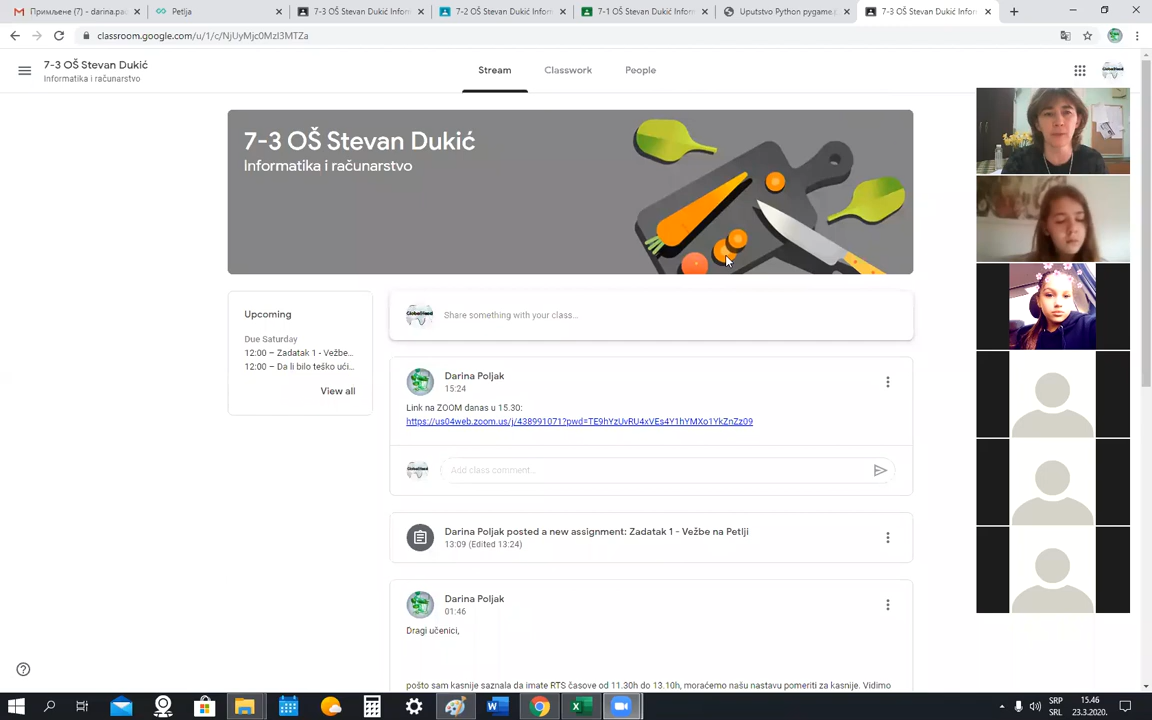 Примљене (7) - darina.pal
Petlja
7-3 OŠ Stevan Dukić Infor
7-2 OŠ Stevan Dukić Infor
7-1 OŠ Stevan Dukić Infor
Uputstvo Python pygame.
7-3 OŠ Stevan Dukić Infor
classroom.google.com/u/1/c/NjUyMjc0MzI3MTZa
7-3 OŠ Stevan Dukić
Informatika i računarstvo
Stream
Classwork
People
7-3 OŠ Stevan Dukić
Informatika i računarstvo
Upcoming
Due Saturday
12:00 – Zadatak 1 - Vežbe...
12:00 – Da li bilo teško uči...
View all
Share something with your class...
Darina Poljak
15:24
Link na ZOOM danas u 15.30:
https://us04web.zoom.us/j/438991071?pwd=TE9hYzUvRU4xVEs4Y1hYMXo1YkZnZz09
Add class comment...
Darina Poljak posted a new assignment: Zadatak 1 - Vežbe na Petlji
13:09 (Edited 13:24)
Darina Poljak
01:46
Dragi učenici,
pošto sam kasnije saznala da imate RTS časove od 11.30h do 13.10h, moraćemo našu nastavu pomeriti za kasnije. Vidimo
SRP
SRL
15.46
23.3.2020.